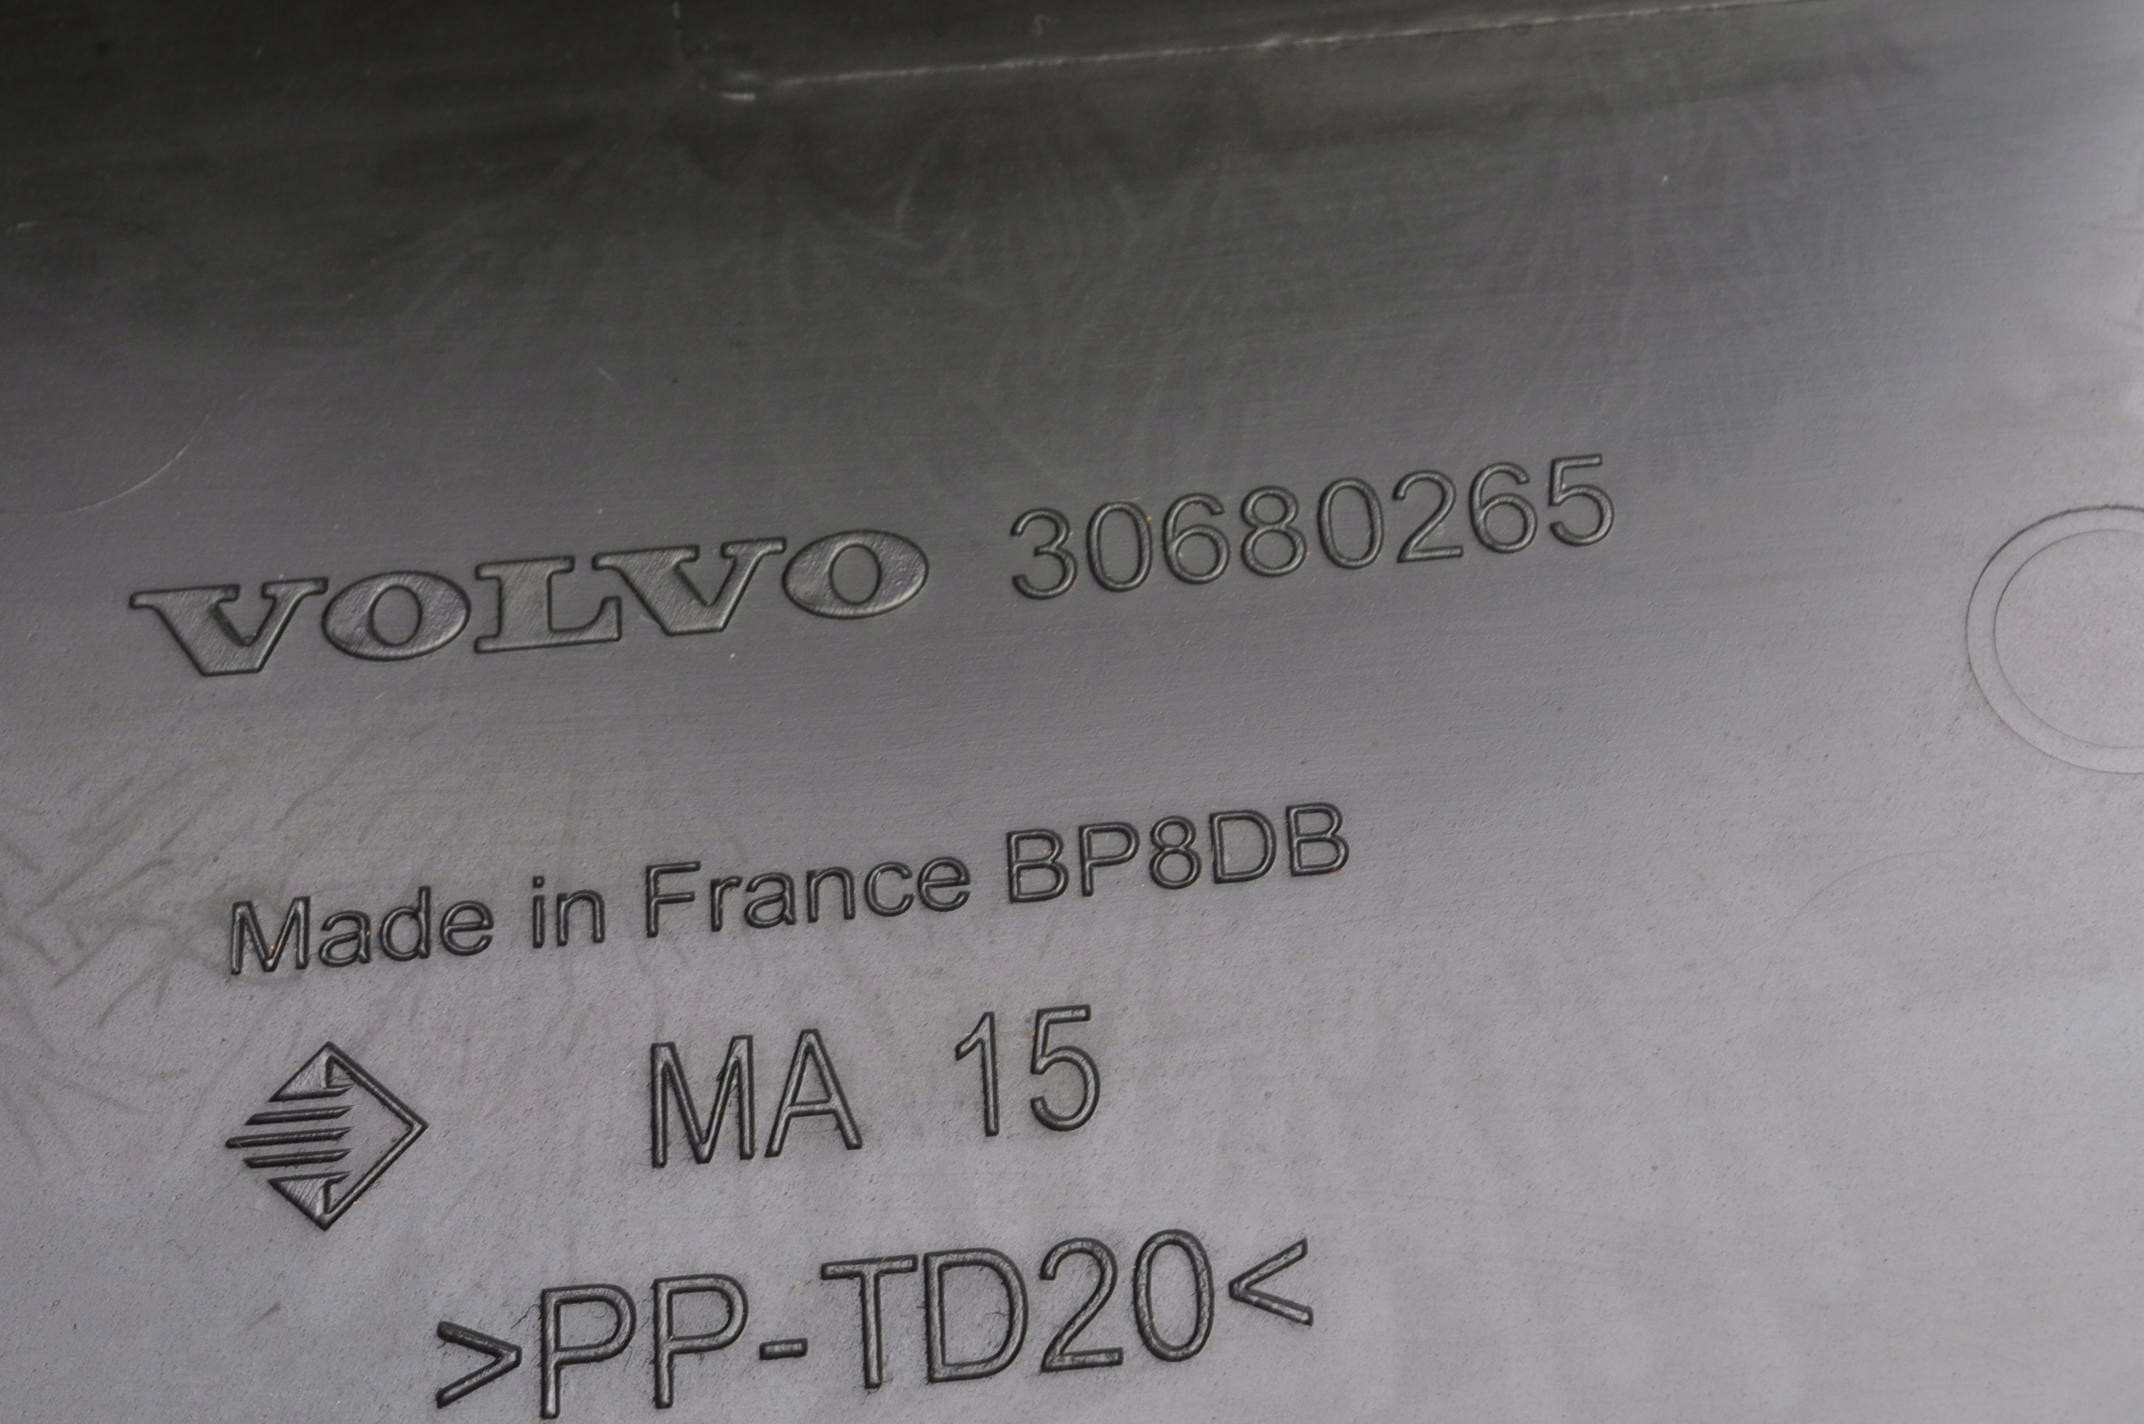 VOLVO 30680265
Made in France BP8DB
MA 15
>PP-TD20<